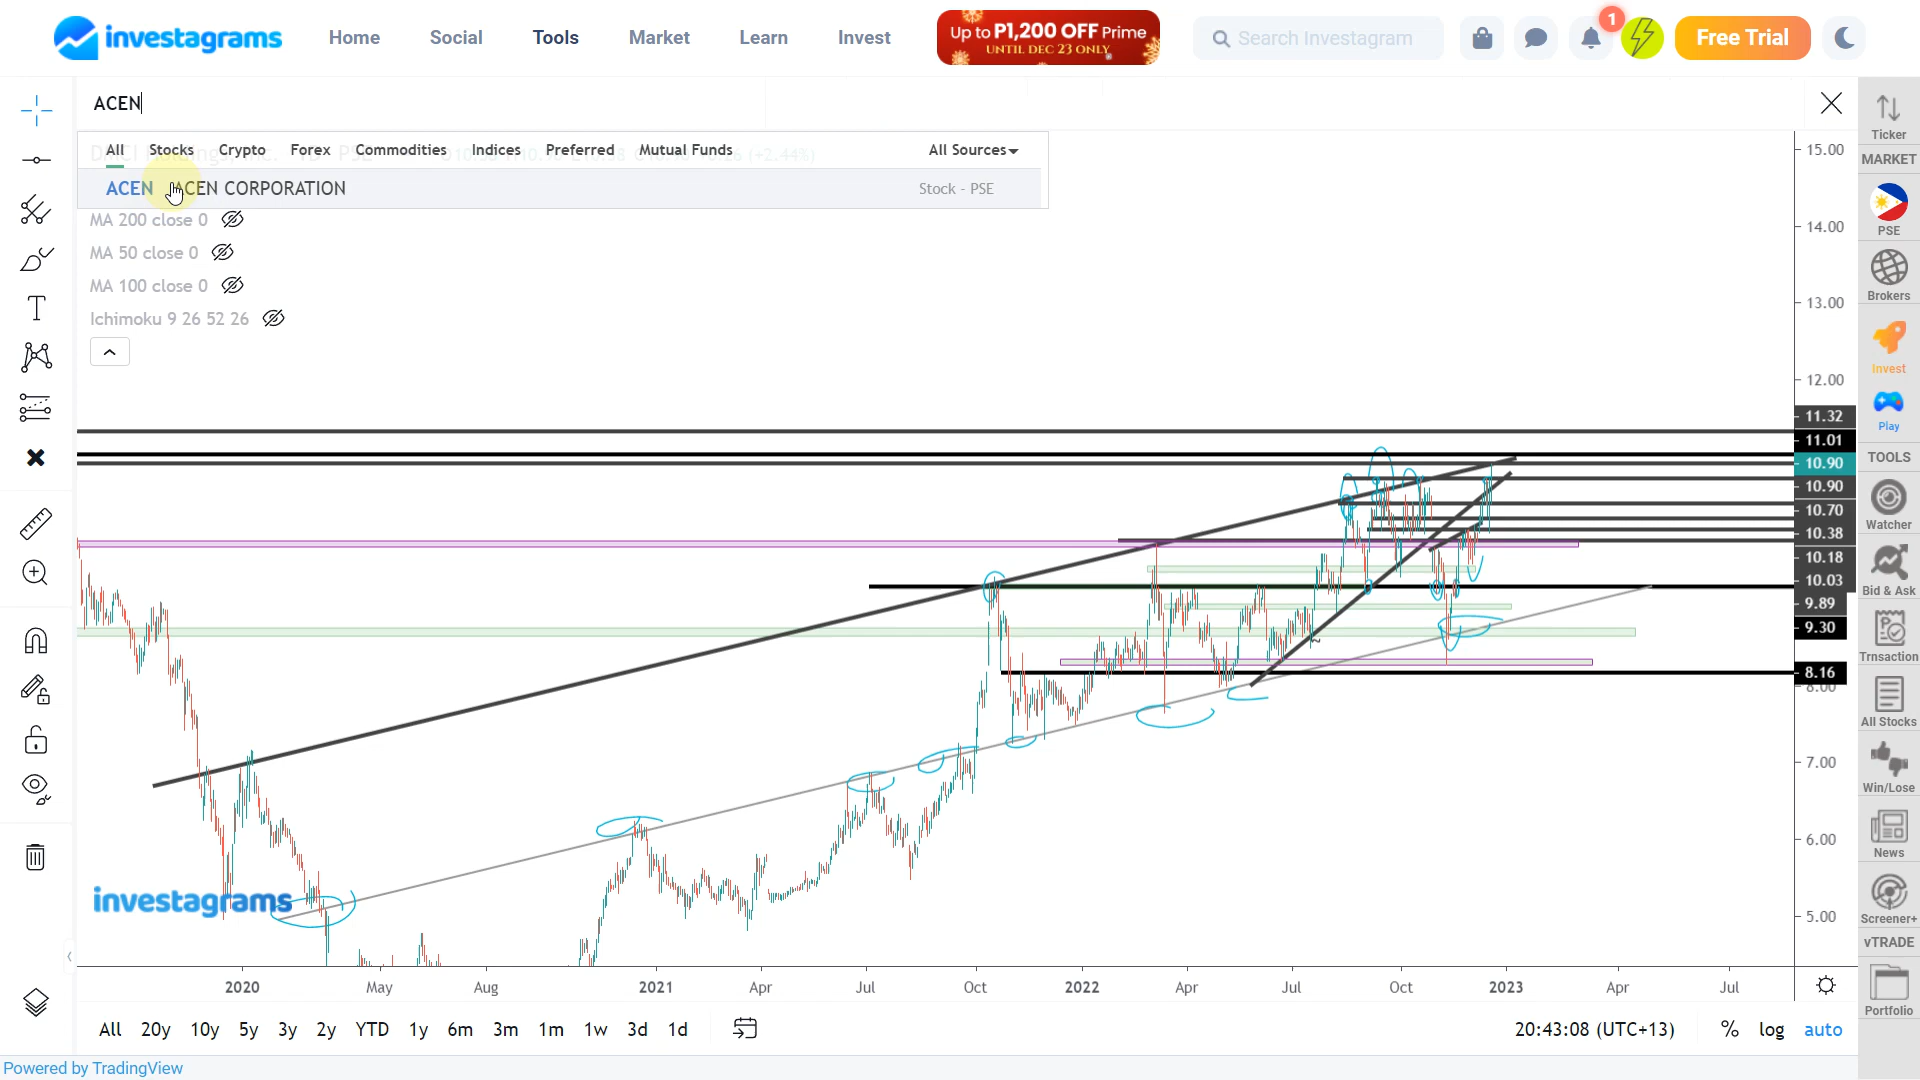 investagrams
Home
Social
Tools
Market
Learn
Invest
Up to P1,200 OFF Prime
UNTIL DEC 23 ONLY
Search Investagram
1
Free Trial
ACEN
All
Stocks
Crypto
Forex
Commodities
Indices
Preferred
Mutual Funds
All Sources
ACEN
ACEN CORPORATION
Stock - PSE
MA 200 close 0
MA 50 close 0
MA 100 close 0
Ichimoku 9 26 52 26
15.00
14.00
13.00
12.00
11.32
11.01
10.90
10.90
10.70
10.38
10.18
10.03
9.89
9.30
8.16
8.00
7.00
6.00
5.00
investagrams
2020
May
Aug
2021
Apr
Jul
Oct
2022
Apr
Jul
Oct
2023
Apr
Jul
All
20y
10y
5y
3y
2y
YTD
1y
6m
3m
1m
1w
3d
1d
20:43:08 (UTC+13)
%
log
auto
Powered by TradingView
Ticker
MARKET
PSE
Brokers
Invest
Play
TOOLS
Watcher
Bid & Ask
Trnsaction
All Stocks
Win/Lose
News
Screener+
vTRADE
Portfolio